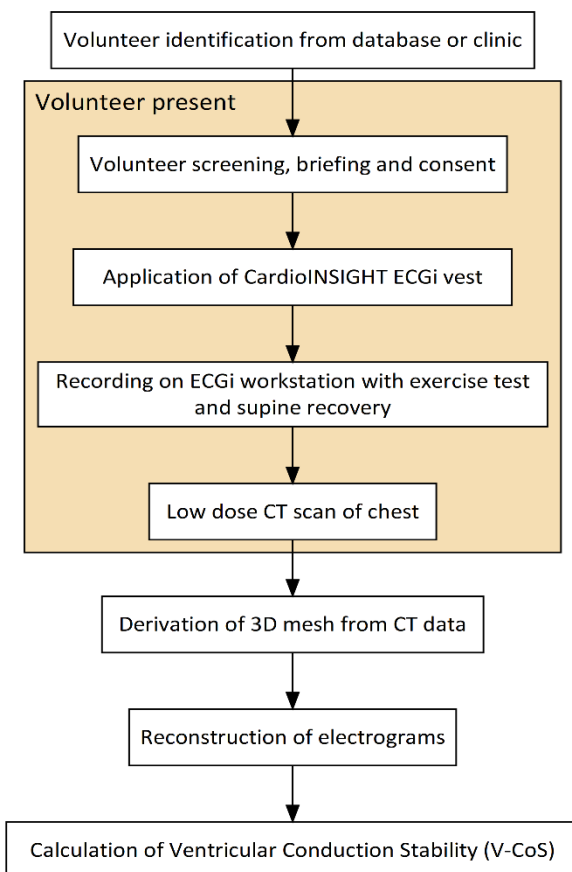 Volunteer identification from database or clinic
Volunteer present
Volunteer screening, briefing and consent
Application of CardioINSIGHT ECGi vest
Recording on ECGi workstation with exercise test
and supine recovery
Low dose CT scan of chest
Derivation of 3D mesh from CT data
Reconstruction of electrograms
Calculation of Ventricular Conduction Stability (V-CoS)